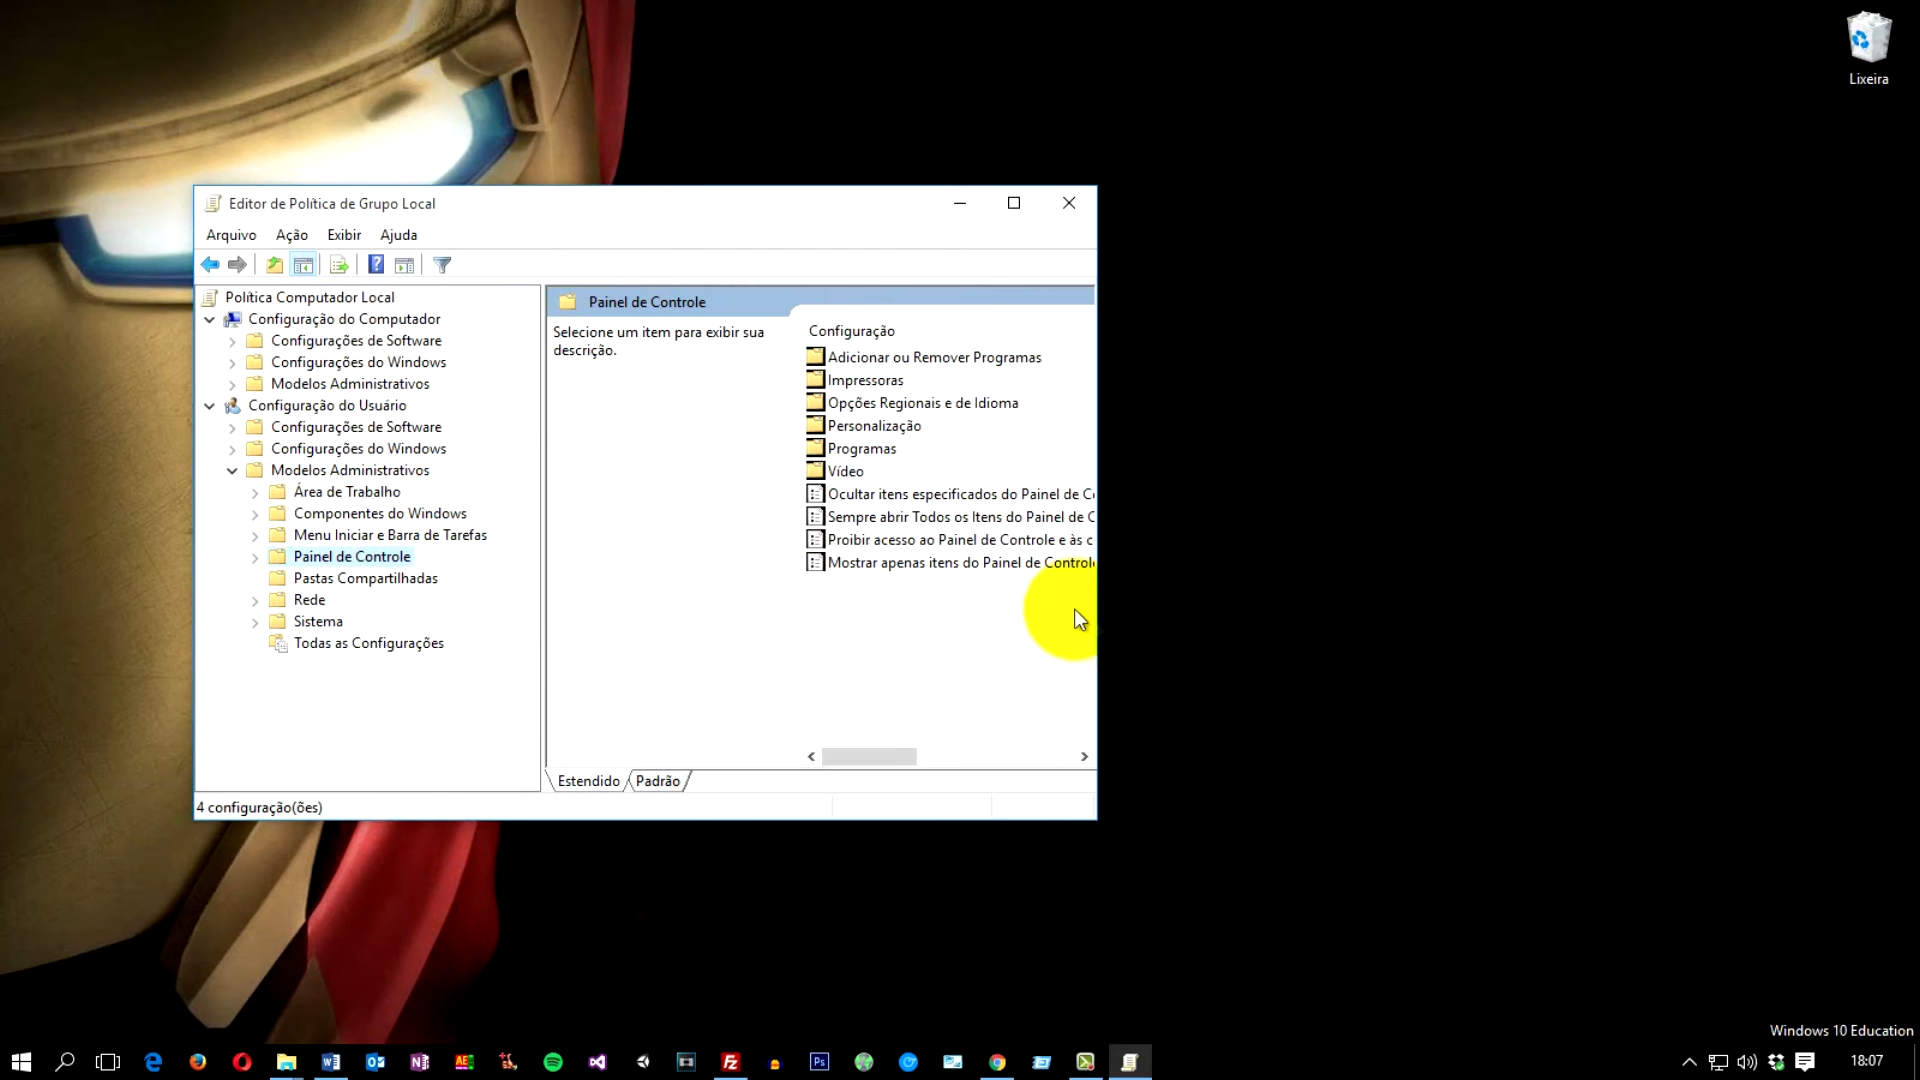 Lixeira
Editor de Política de Grupo Local
Arquivo Ação Exibir Ajuda
Política Computador Local
Configuração do Computador
Configurações de Software
Configurações do Windows
Modelos Administrativos
Configuração do Usuário
Configurações de Software
Configurações do Windows
Modelos Administrativos
Área de Trabalho
Componentes do Windows
Menu Iniciar e Barra de Tarefas
Painel de Controle
Pastas Compartilhadas
Rede
Sistema
Todas as Configurações
Painel de Controle
Selecione um item para exibir sua
descrição.
Configuração
Adicionar ou Remover Programas
Impressoras
Opções Regionais e de Idioma
Personalização
Programas
Vídeo
Ocultar itens especificados do Painel de C
Sempre abrir Todos os Itens do Painel de C
Proibir acesso ao Painel de Controle e às c
Mostrar apenas itens do Painel de Control
Estendido Padrão
4 configuração(ões)
Windows 10 Education
18:07